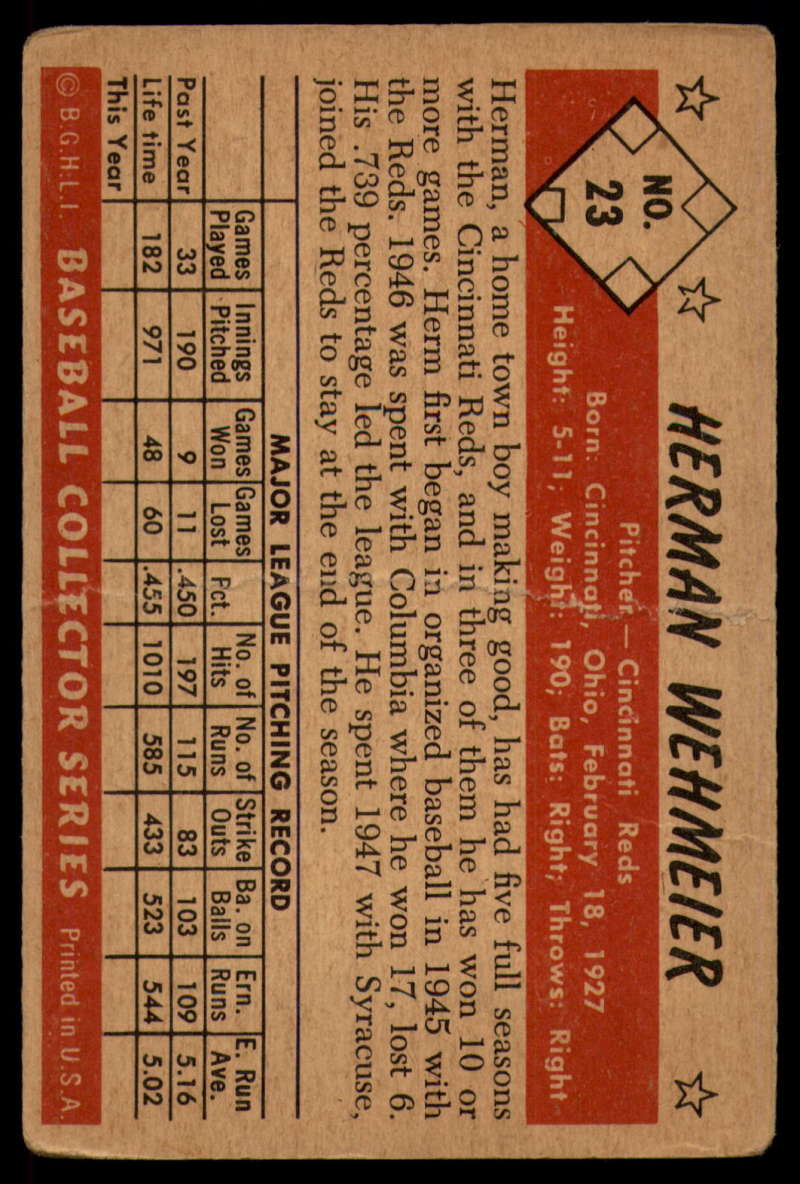 HERMAN WEHMEIER
NO.
23
Pitcher — Cincinnati Reds
Born: Cincinnati, Ohio, February 18, 1927
Height: 5-11; Weight: 190; Bats: Right; Throws: Right
Herman, a home town boy making good, has had five full seasons
with the Cincinnati Reds, and in three of them he has won 10 or
more games. Herm first began in organized baseball in 1945 with
the Reds. 1946 was spent with Columbia where he won 17, lost 6.
His .739 percentage led the league. He spent 1947 with Syracuse,
joined the Reds to stay at the end of the season.
MAJOR LEAGUE PITCHING RECORD
Games Played Innings Pitched Games Won Games Lost Pct. No. of Hits No. of Runs Strike Outs Ba. on Balls Ern. Runs E. Run Ave.
Past Year 33 190 9 11 .450 197 115 83 103 109 5.16
Life time 182 971 48 60 .455 1010 585 433 523 544 5.02
This Year
© B.G.H.L.I. BASEBALL COLLECTOR SERIES Printed in U.S.A.